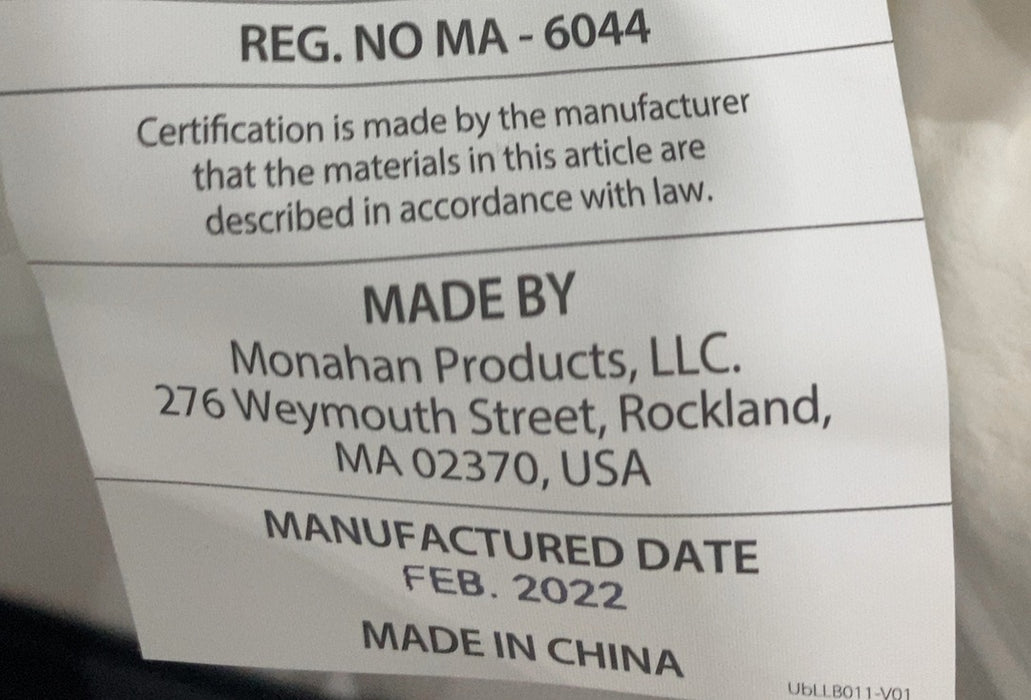 REG. NO MA - 6044
Certification is made by the manufacturer
that the materials in this article are
described in accordance with law.
MADE BY
Monahan Products, LLC.
276 Weymouth Street, Rockland,
MA 02370, USA
MANUFACTURED DATE
FEB. 2022
MADE IN CHINA
UbLLB011-V01